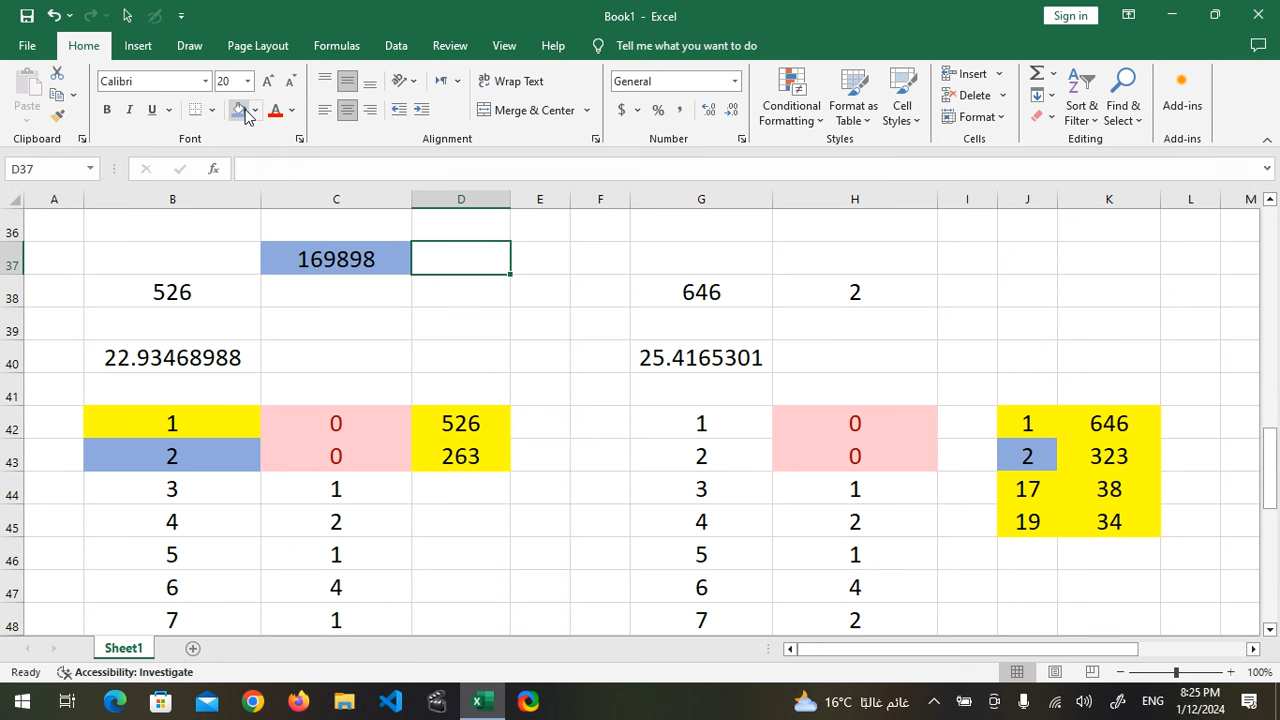 Book1 - Excel
Sign in
File Home Insert Draw Page Layout Formulas Data Review View Help Tell me what you want to do
Paste
Calibri 20
B I U A
Wrap Text
Merge & Center
General
$ % ,
Conditional Formatting
Format as Table
Cell Styles
Insert
Delete
Format
Sort & Filter
Find & Select
Add-ins
Clipboard Font Alignment Number Styles Cells Editing Add-ins
D37 fx
A B C D E F G H I J K L M
36
37 169898
38 526 646 2
39
40 22.93468988 25.4165301
41
42 1 0 526 1 0 1 646
43 2 0 263 2 0 2 323
44 3 1 3 1 17 38
45 4 2 4 2 19 34
46 5 1 5 1
47 6 4 6 4
48 7 1 7 2
Sheet1
Ready Accessibility: Investigate 100%
16°C غائم غالبًا ENG 8:25 PM
1/12/2024